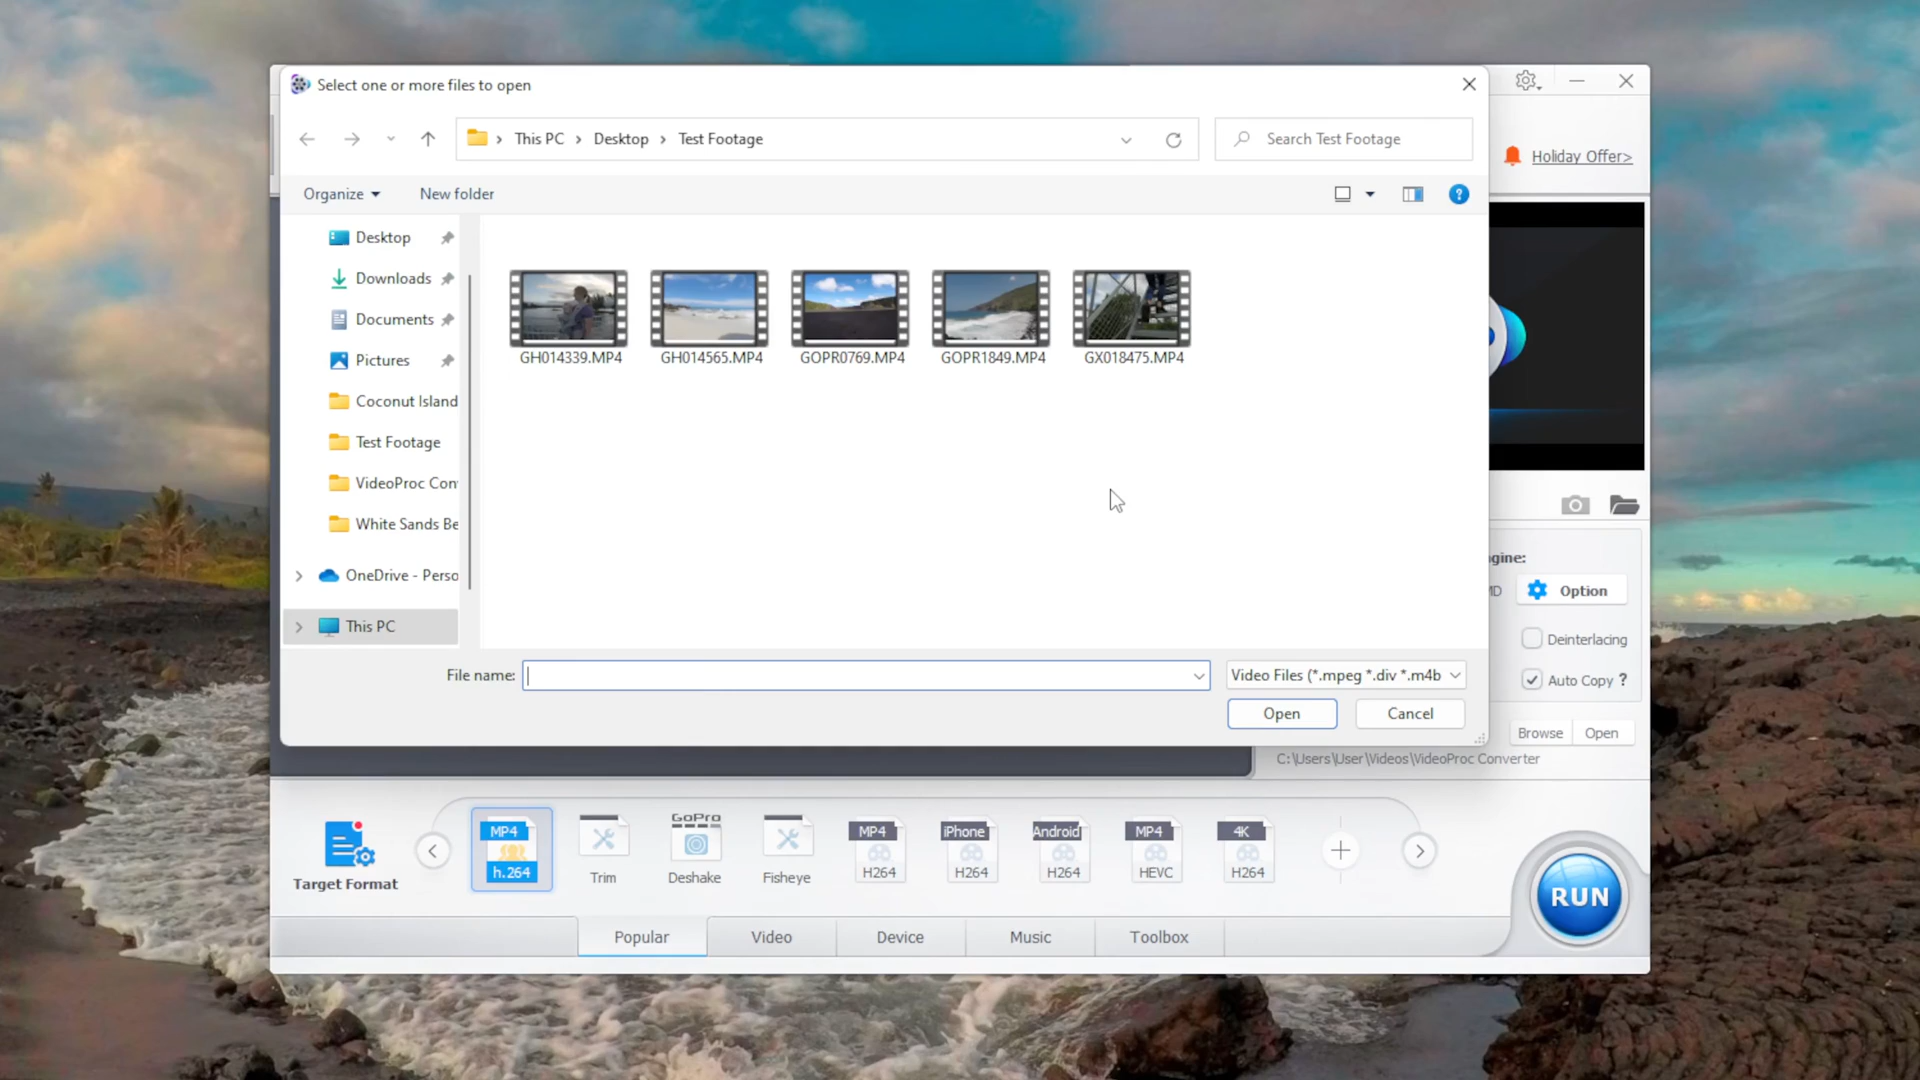 Select one or more files to open
This PC > Desktop > Test Footage
Search Test Footage
Holiday Offer>
Organize
New folder
?
Desktop
Downloads
Documents
Pictures
Coconut Island
Test Footage
VideoProc Con
White Sands Be
OneDrive - Perso
This PC
GH014339.MP4
GH014565.MP4
GOPR0769.MP4
GOPR1849.MP4
GX018475.MP4
gine:
Option
Deinterlacing
Auto Copy ?
File name:
Video Files (*.mpeg *.div *.m4b
Open
Cancel
Browse
Open
C:\Users\User\Videos\VideoProc Converter
Target Format
MP4
h.264
Trim
GoPro
Deshake
Fisheye
MP4
H264
iPhone
H264
Android
H264
MP4
HEVC
4K
H264
RUN
Popular
Video
Device
Music
Toolbox